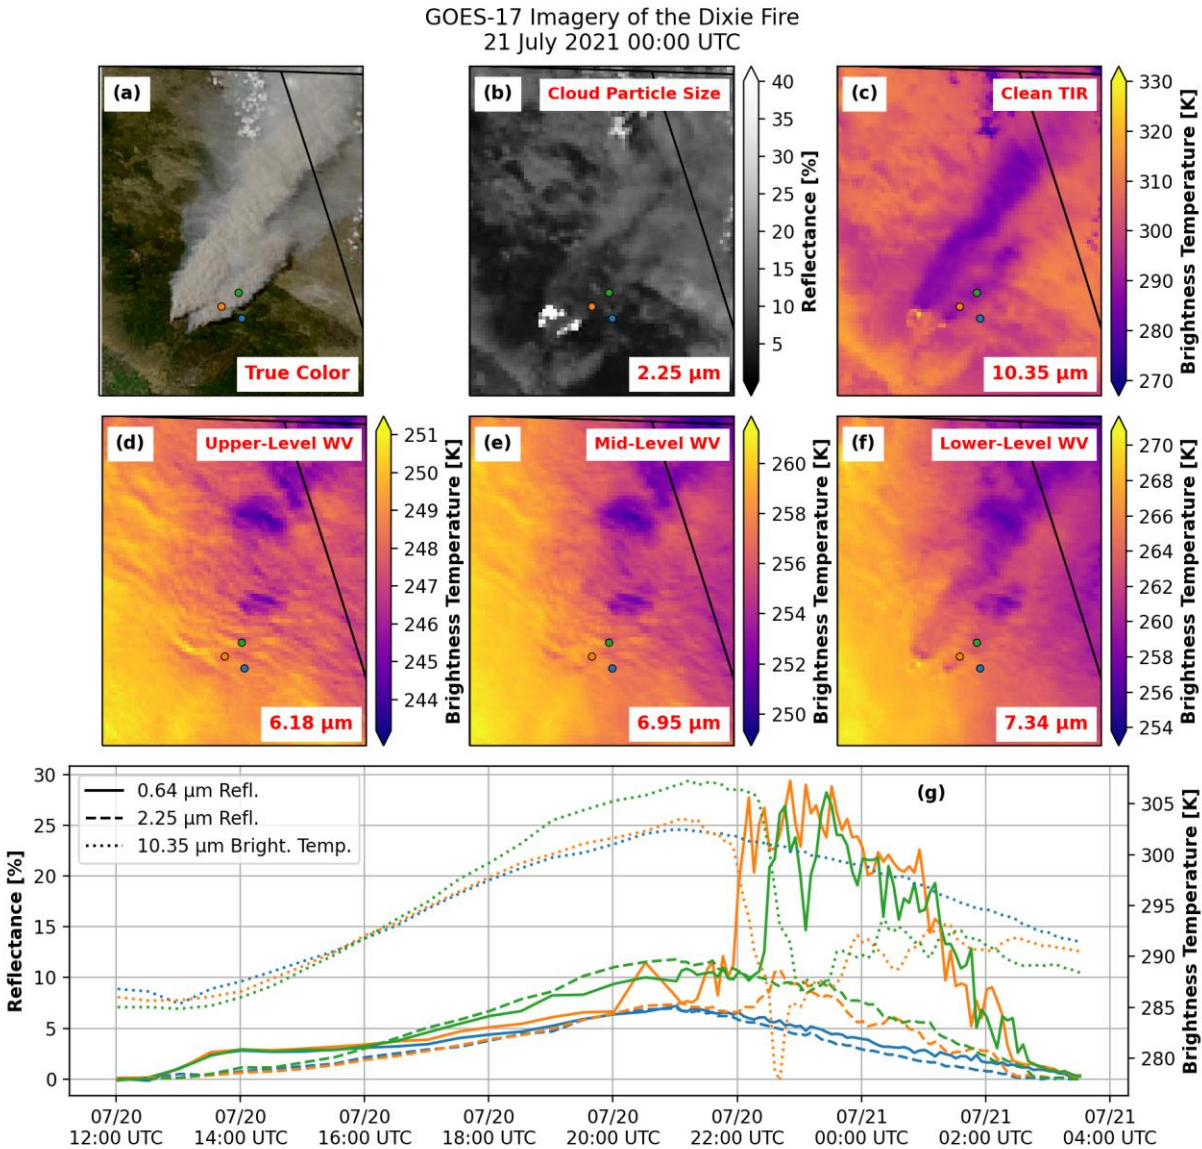 GOES-17 Imagery of the Dixie Fire
21 July 2021 00:00 UTC
(a)
True Color
(b)
Cloud Particle Size
2.25 µm
40
35
30
25
20
15
10
5
Reflectance [%]
(c)
Clean TIR
10.35 µm
330
320
310
300
290
280
270
Brightness Temperature [K]
(d)
Upper-Level WV
6.18 µm
251
250
249
248
247
246
245
244
Brightness Temperature [K]
(e)
Mid-Level WV
6.95 µm
260
258
256
254
252
250
Brightness Temperature [K]
(f)
Lower-Level WV
7.34 µm
270
268
266
264
262
260
258
256
254
Brightness Temperature [K]
(g)
0.64 µm Refl.
2.25 µm Refl.
10.35 µm Bright. Temp.
30
25
20
15
10
5
0
Reflectance [%]
305
300
295
290
285
280
Brightness Temperature [K]
07/20 07/20 07/20 07/20 07/20 07/20 07/21 07/21 07/21
12:00 UTC 14:00 UTC 16:00 UTC 18:00 UTC 20:00 UTC 22:00 UTC 00:00 UTC 02:00 UTC 04:00 UTC